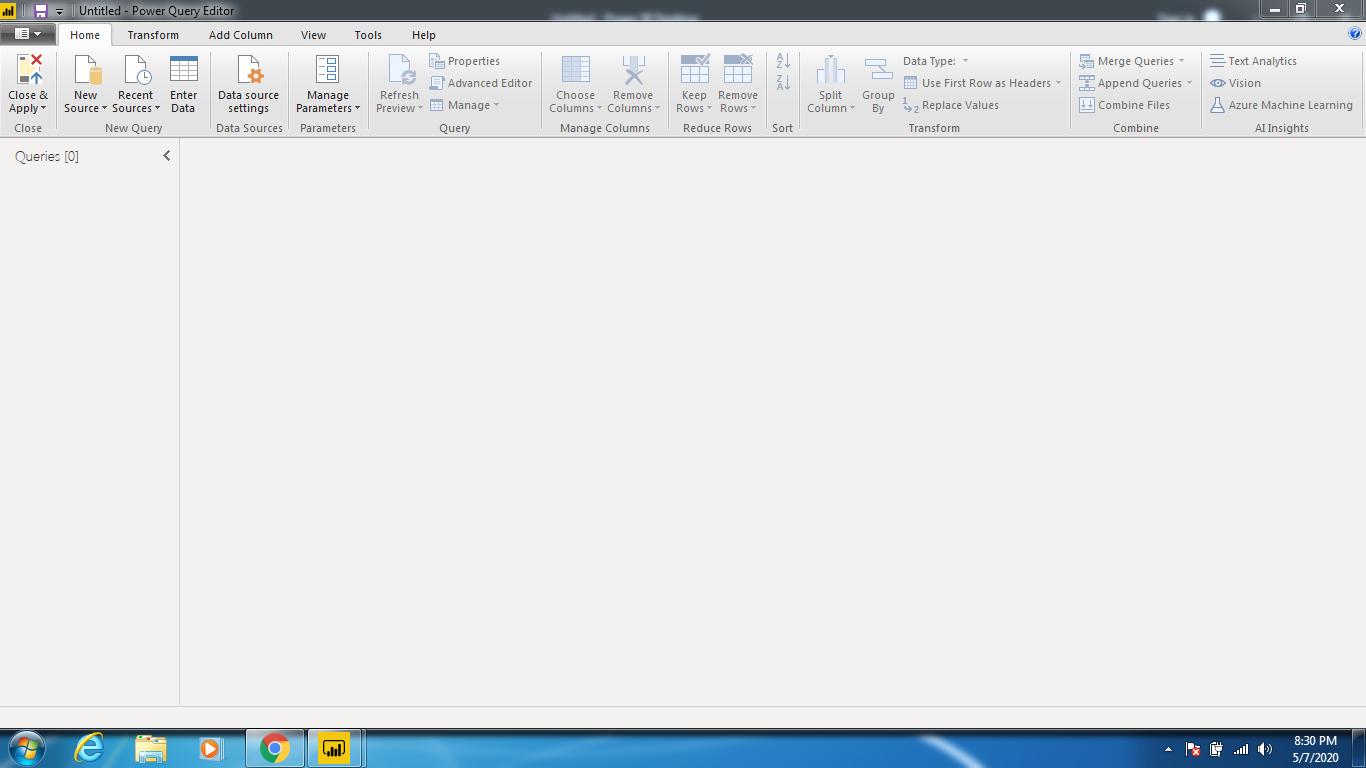 Untitled - Power Query Editor
Home Transform Add Column View Tools Help
Close & Apply
New Source
Recent Sources
Enter Data
Data source settings
Manage Parameters
Refresh Preview
Properties
Advanced Editor
Manage
Choose Columns
Remove Columns
Keep Rows
Remove Rows
Split Column
Group By
Data Type:
Use First Row as Headers
1 2 Replace Values
Merge Queries
Append Queries
Combine Files
Text Analytics
Vision
Azure Machine Learning
Close New Query Data Sources Parameters Query Manage Columns Reduce Rows Sort Transform Combine AI Insights
Queries [0]
8:30 PM
5/7/2020